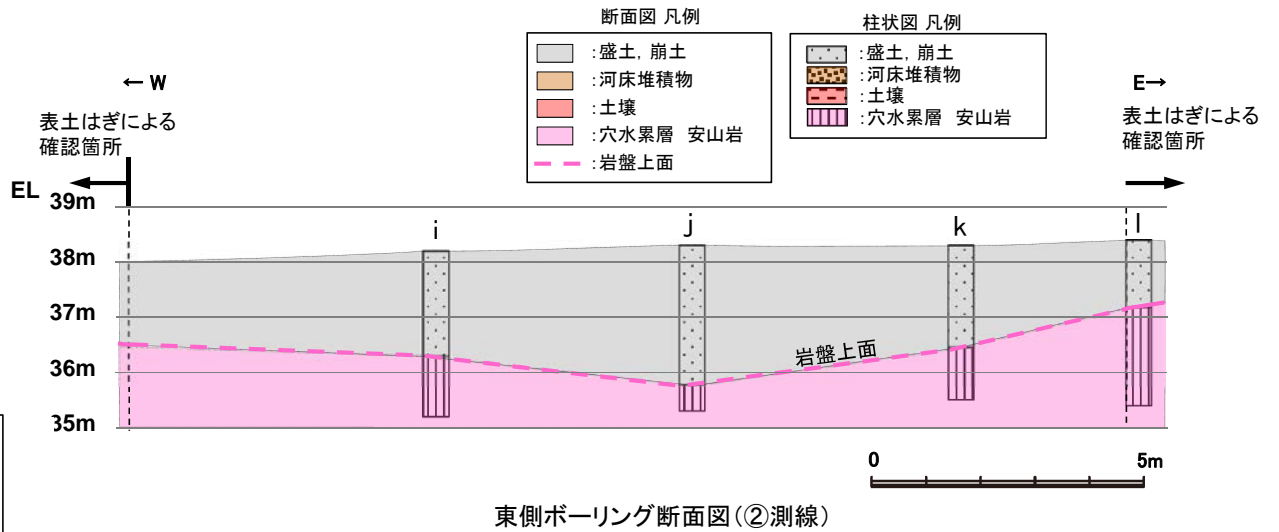 断面図 凡例
:盛土, 崩土
:河床堆積物
:土壌
:穴水累層 安山岩
:岩盤上面
柱状図 凡例
:盛土, 崩土
:河床堆積物
:土壌
:穴水累層 安山岩
← W
表土はぎによる
確認箇所
E→
表土はぎによる
確認箇所
EL
39m
38m
37m
36m
35m
i
j
k
l
岩盤上面
0
5m
東側ボーリング断面図(②測線)